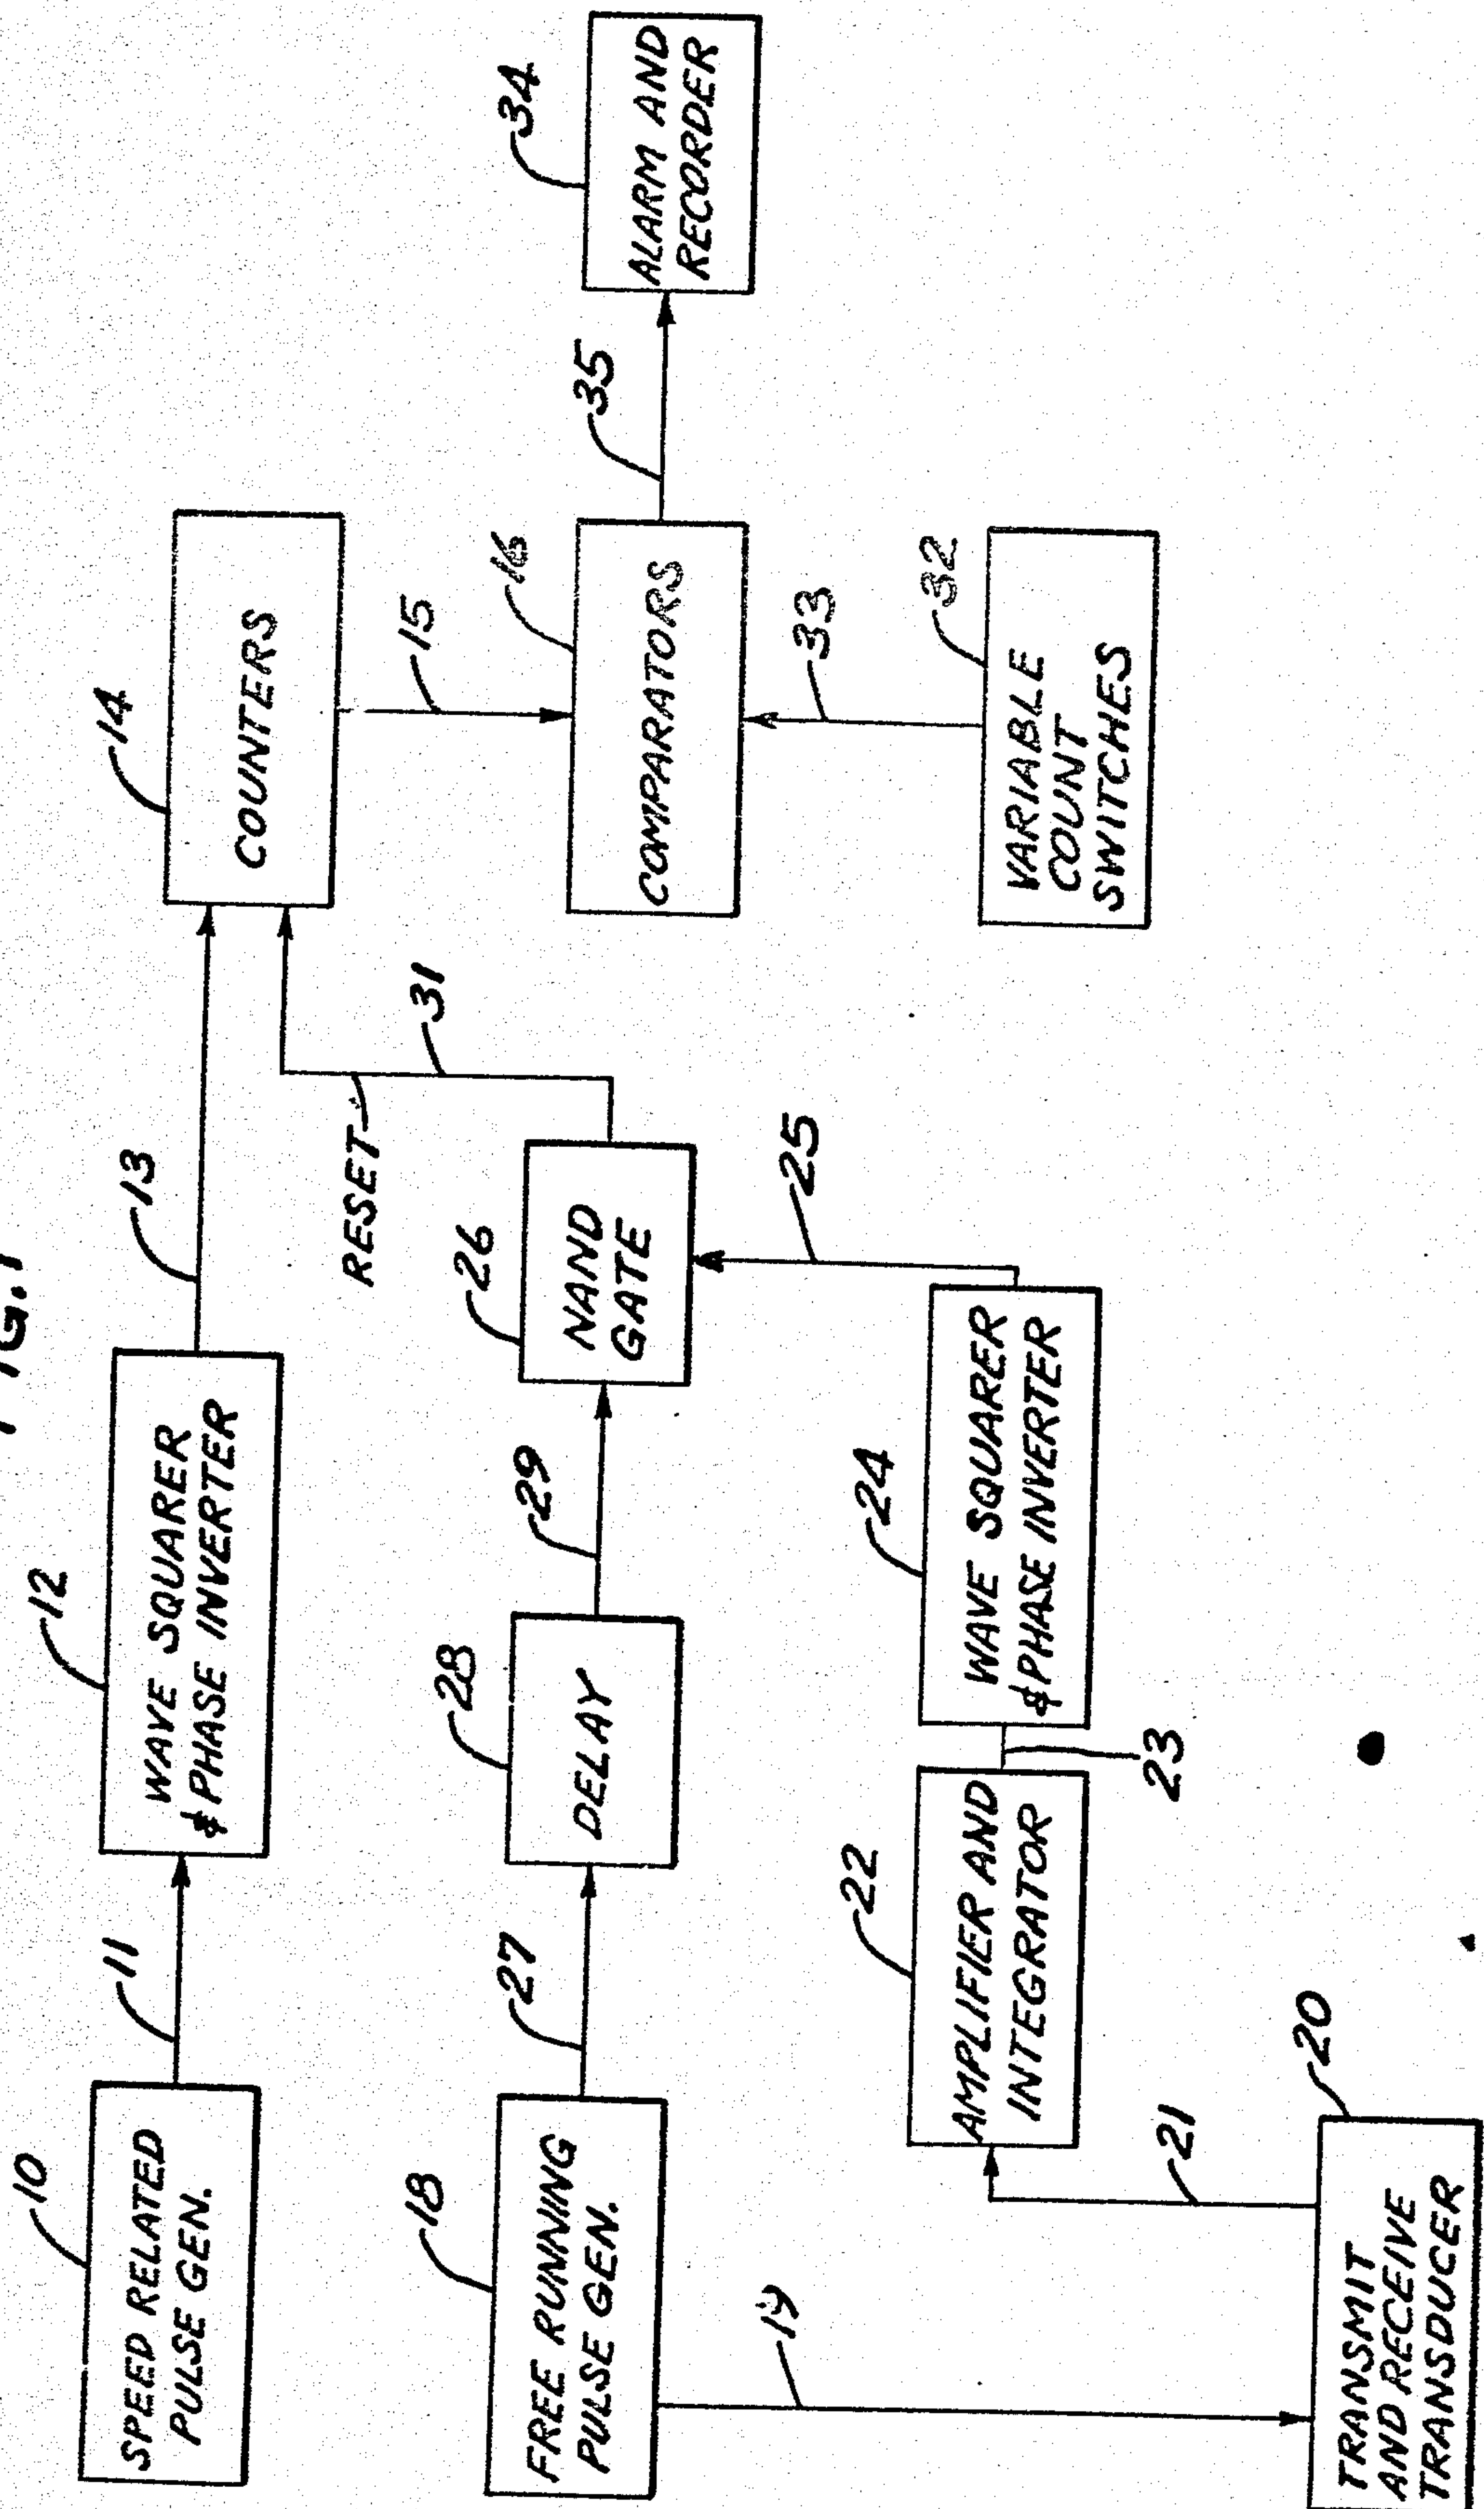 FIG.1
10
SPEED RELATED
PULSE GEN.
11
12
WAVE SQUARER
& PHASE INVERTER
13
14
COUNTERS
15
RESET
31
18
FREE RUNNING
PULSE GEN.
27
28
DELAY
29
26
NAND
GATE
16
COMPARATORS
35
34
ALARM AND
RECORDER
19
22
AMPLIFIER AND
INTEGRATOR
23
24
WAVE SQUARER
& PHASE INVERTER
25
33
32
VARIABLE
COUNT
SWITCHES
21
20
TRANSMIT
AND RECEIVE
TRANSDUCER